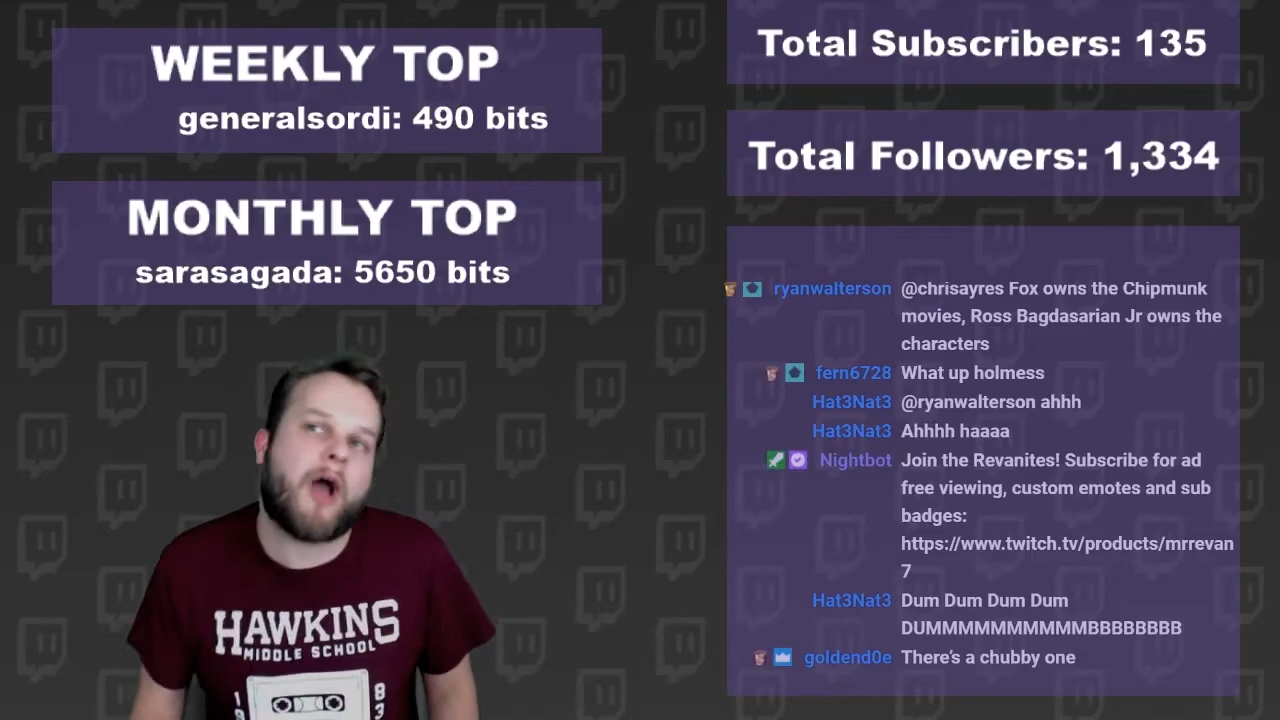 WEEKLY TOP
generalsordi: 490 bits
MONTHLY TOP
sarasagada: 5650 bits
Total Subscribers: 135
Total Followers: 1,334
ryanwalterson @chrisayres Fox owns the Chipmunk
movies, Ross Bagdasarian Jr owns the
characters
fern6728 What up holmess
Hat3Nat3 @ryanwalterson ahhh
Hat3Nat3 Ahhhh haaaa
Nightbot Join the Revanites! Subscribe for ad
free viewing, custom emotes and sub
badges:
https://www.twitch.tv/products/mrrevan
7
Hat3Nat3 Dum Dum Dum Dum
DUMMMMMMMMMMBBBBBBBB
goldend0e There's a chubby one
HAWKINS
MIDDLE SCHOOL
19 83